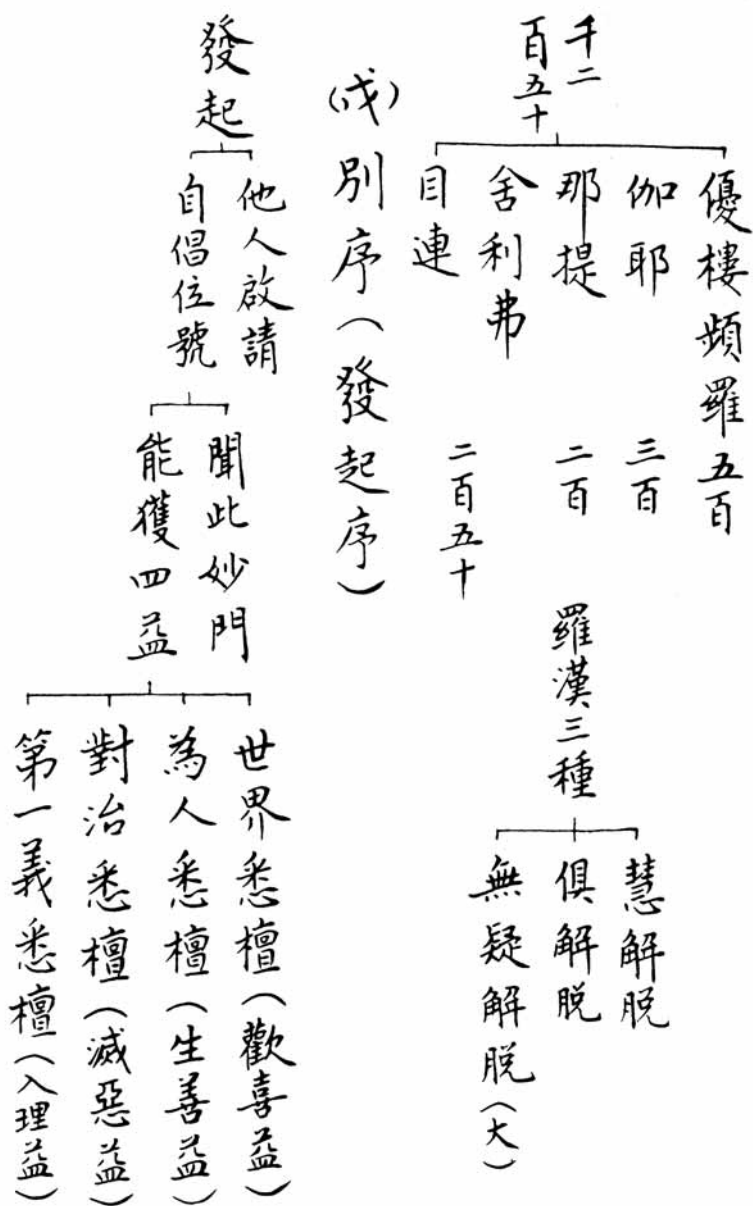 千二
百五十
優樓頻羅 五百
伽耶 三百
那提 二百
舍利弗
目連
二百五十
羅漢三種
慧解脫
俱解脫
無疑解脫(大)
(戊)別序(發起序)
發起
他人啟請
自倡位號
聞此妙門
能獲四益
世界悉檀(歡喜益)
為人悉檀(生善益)
對治悉檀(滅惡益)
第一義悉檀(入理益)